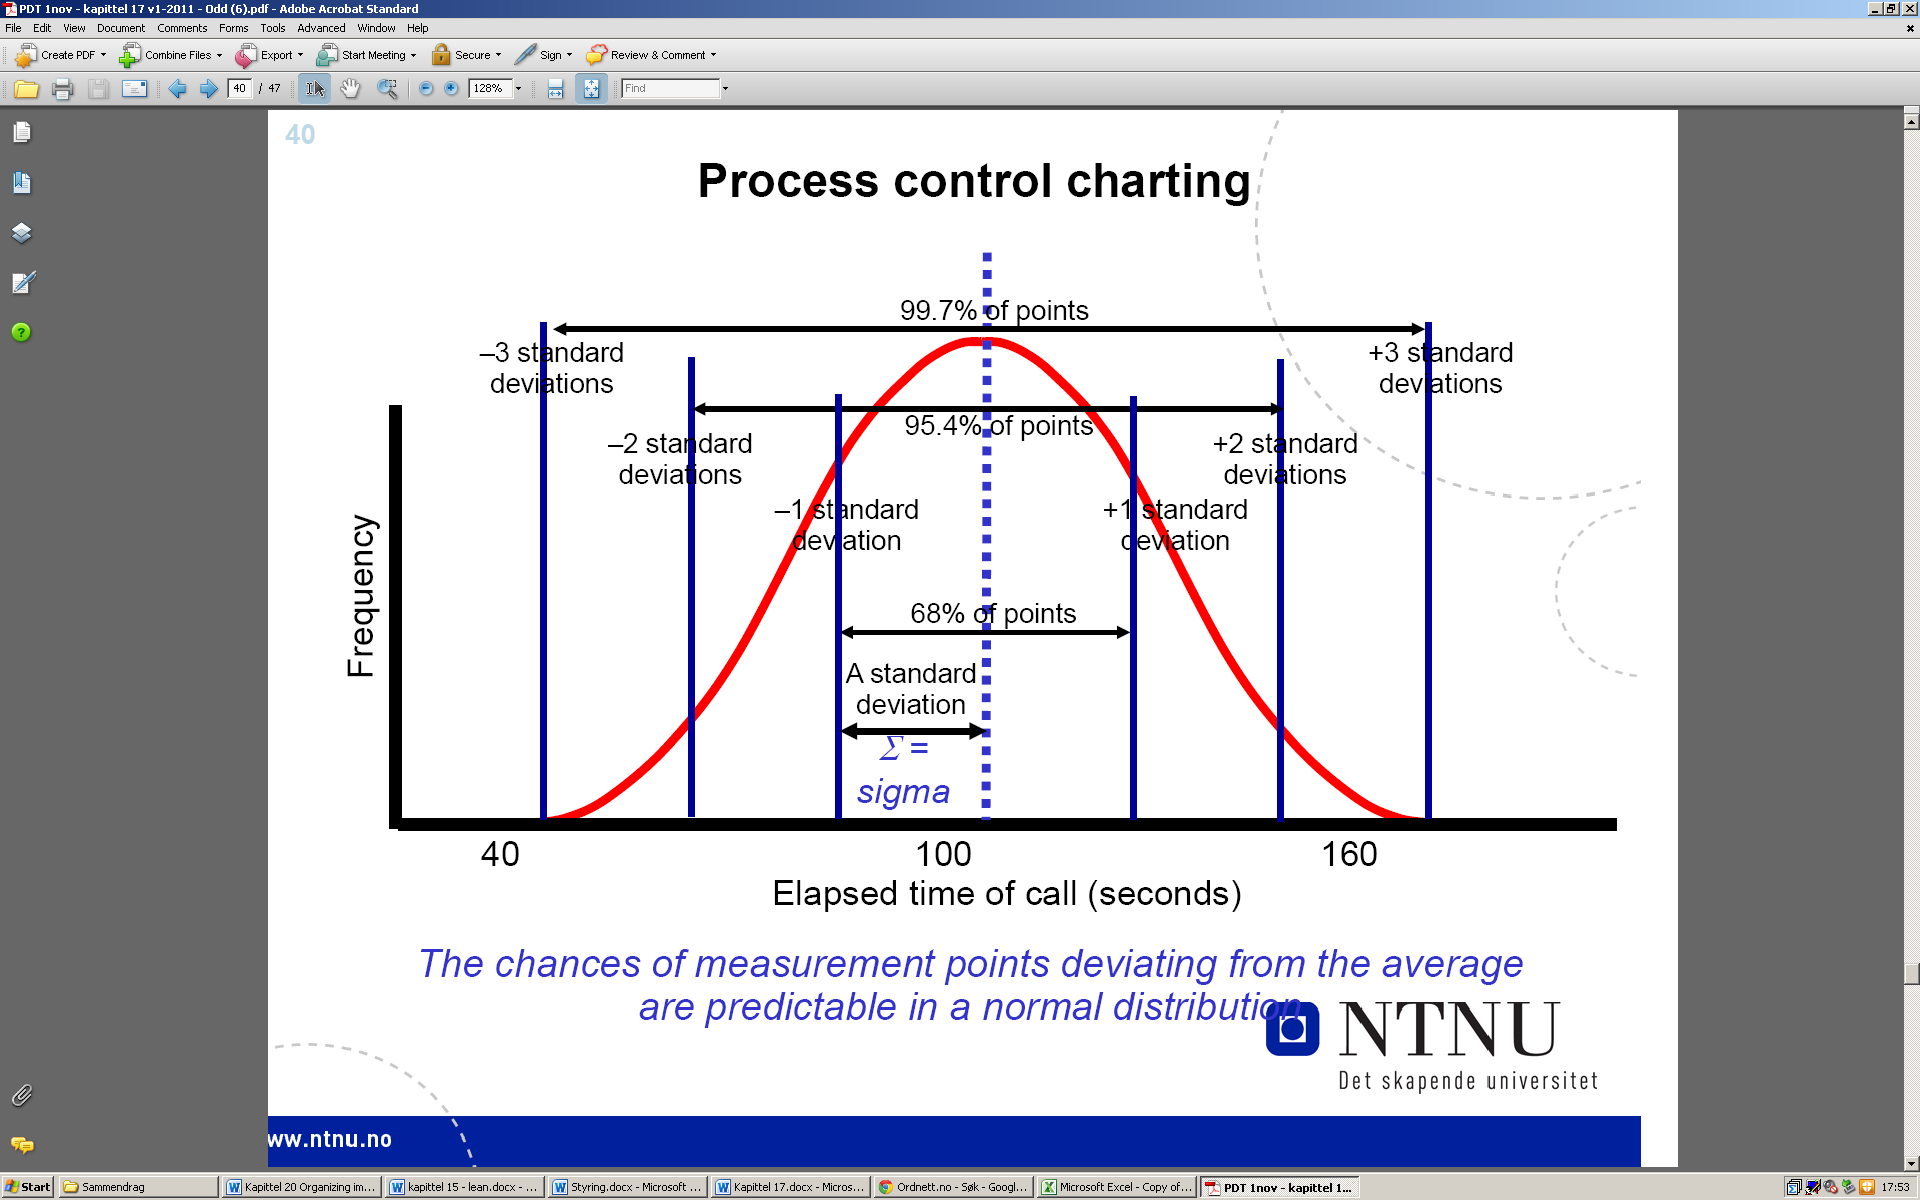 PDT 1nov - kapittel 17 v1-2011 - Odd (6).pdf - Adobe Acrobat Standard
File Edit View Document Comments Forms Tools Advanced Window Help
Create PDF Combine Files Export Start Meeting Secure Sign Review & Comment
40 / 47 128% Find
40
Process control charting
99.7% of points
–3 standard
deviations
+3 standard
deviations
95.4% of points
–2 standard
deviations
+2 standard
deviations
–1 standard
deviation
+1 standard
deviation
Frequency
68% of points
A standard
deviation
Σ =
sigma
40 100 160
Elapsed time of call (seconds)
The chances of measurement points deviating from the average
are predictable in a normal distribution
NTNU
Det skapende universitet
ww.ntnu.no
Start Sammendrag Kapittel 20 Organizing im... kapittel 15 - lean.docx - ... Styring.docx - Microsoft ... Kapittel 17.docx - Micros... Ordnett.no - Søk - Googl... Microsoft Excel - Copy of... PDT 1nov - kapittel 1... 17:53